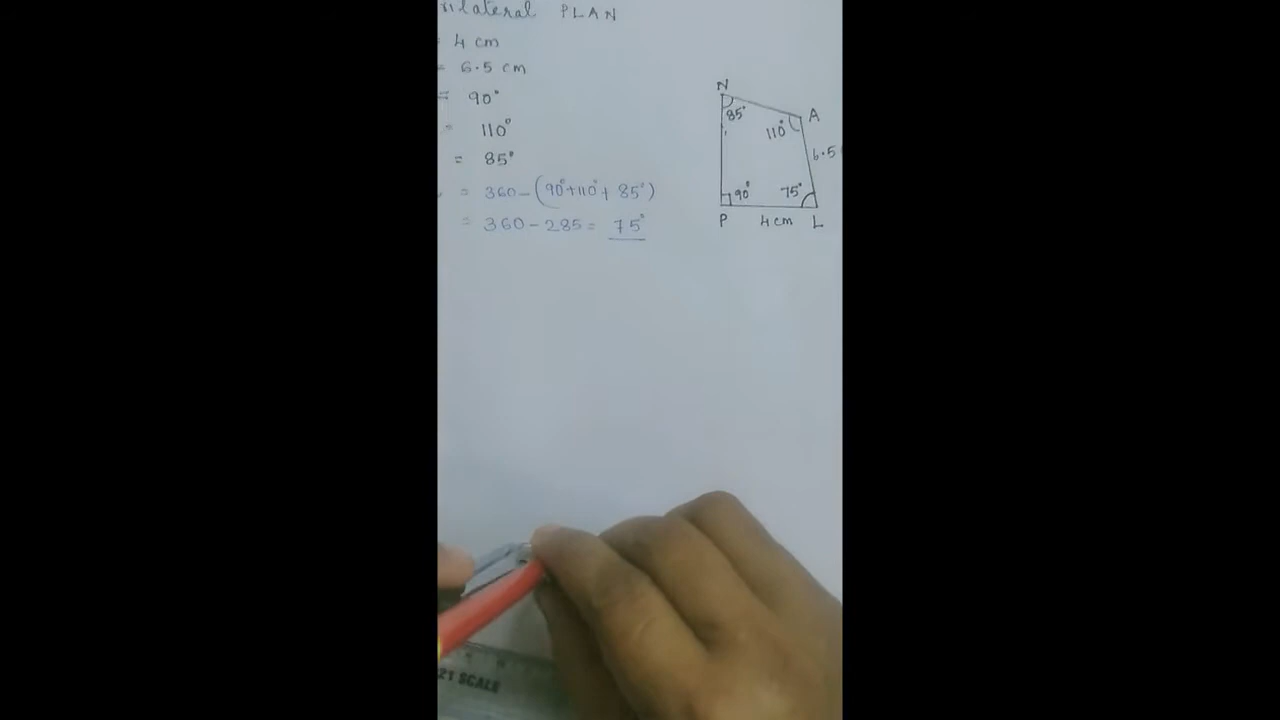 PLAN
= 4 cm
= 6.5 cm
= 90°
= 110°
= 85°
= 360 - (90° + 110° + 85°)
= 360 - 285 = 75°
N
85°
A
110°
6.5
90°
75°
P
4 cm
L
21 SCALE